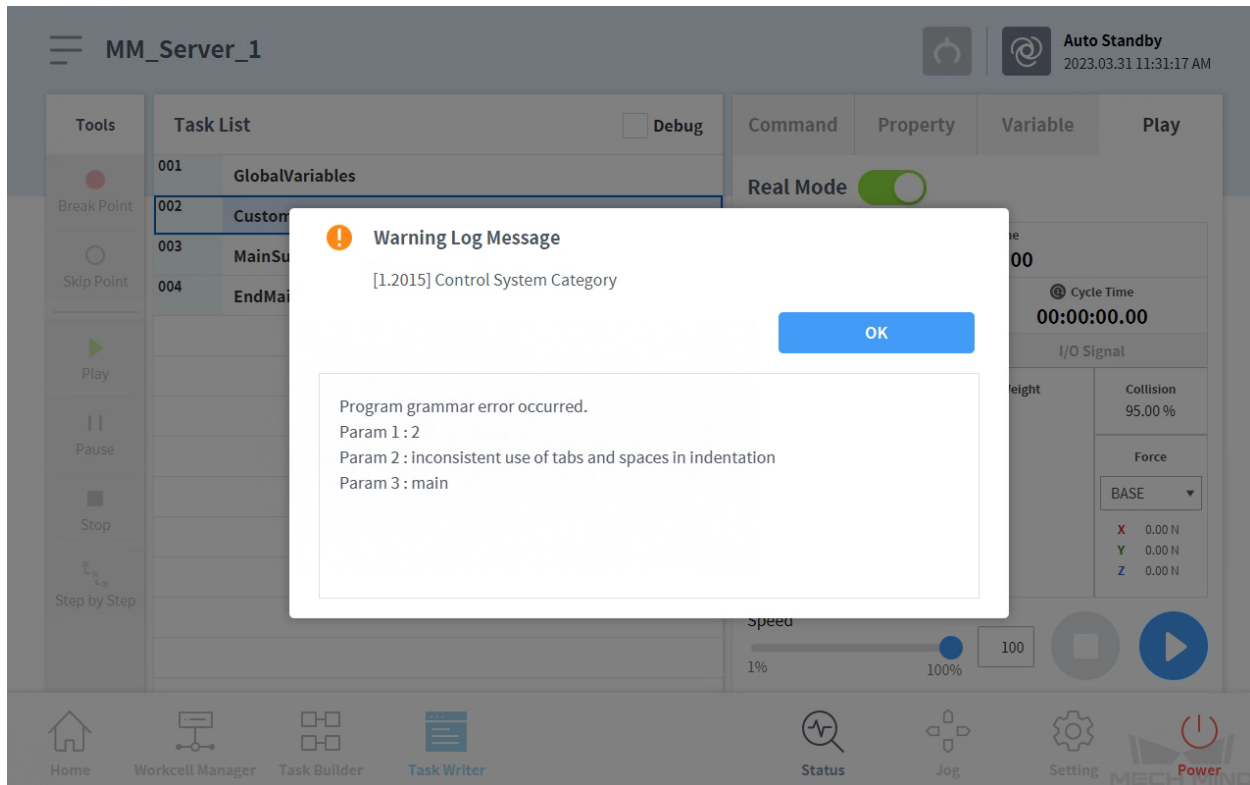 MM_Server_1
Auto Standby
2023.03.31 11:31:17 AM
Tools
Task List
Debug
Command
Property
Variable
Play
001
GlobalVariables
Break Point
002
Custom
003
MainSu
Skip Point
004
EndMai
Real Mode
00
Cycle Time
00:00:00.00
I/O Signal
Collision
95.00 %
Force
BASE
X 0.00 N
Y 0.00 N
Z 0.00 N
Warning Log Message
[1.2015] Control System Category
OK
Program grammar error occurred.
Param 1 : 2
Param 2 : inconsistent use of tabs and spaces in indentation
Param 3 : main
Play
Pause
Stop
Step by Step
Speed
1%
100%
100
Home
Workcell Manager
Task Builder
Task Writer
Status
Jog
Setting
Power
MECH MIND